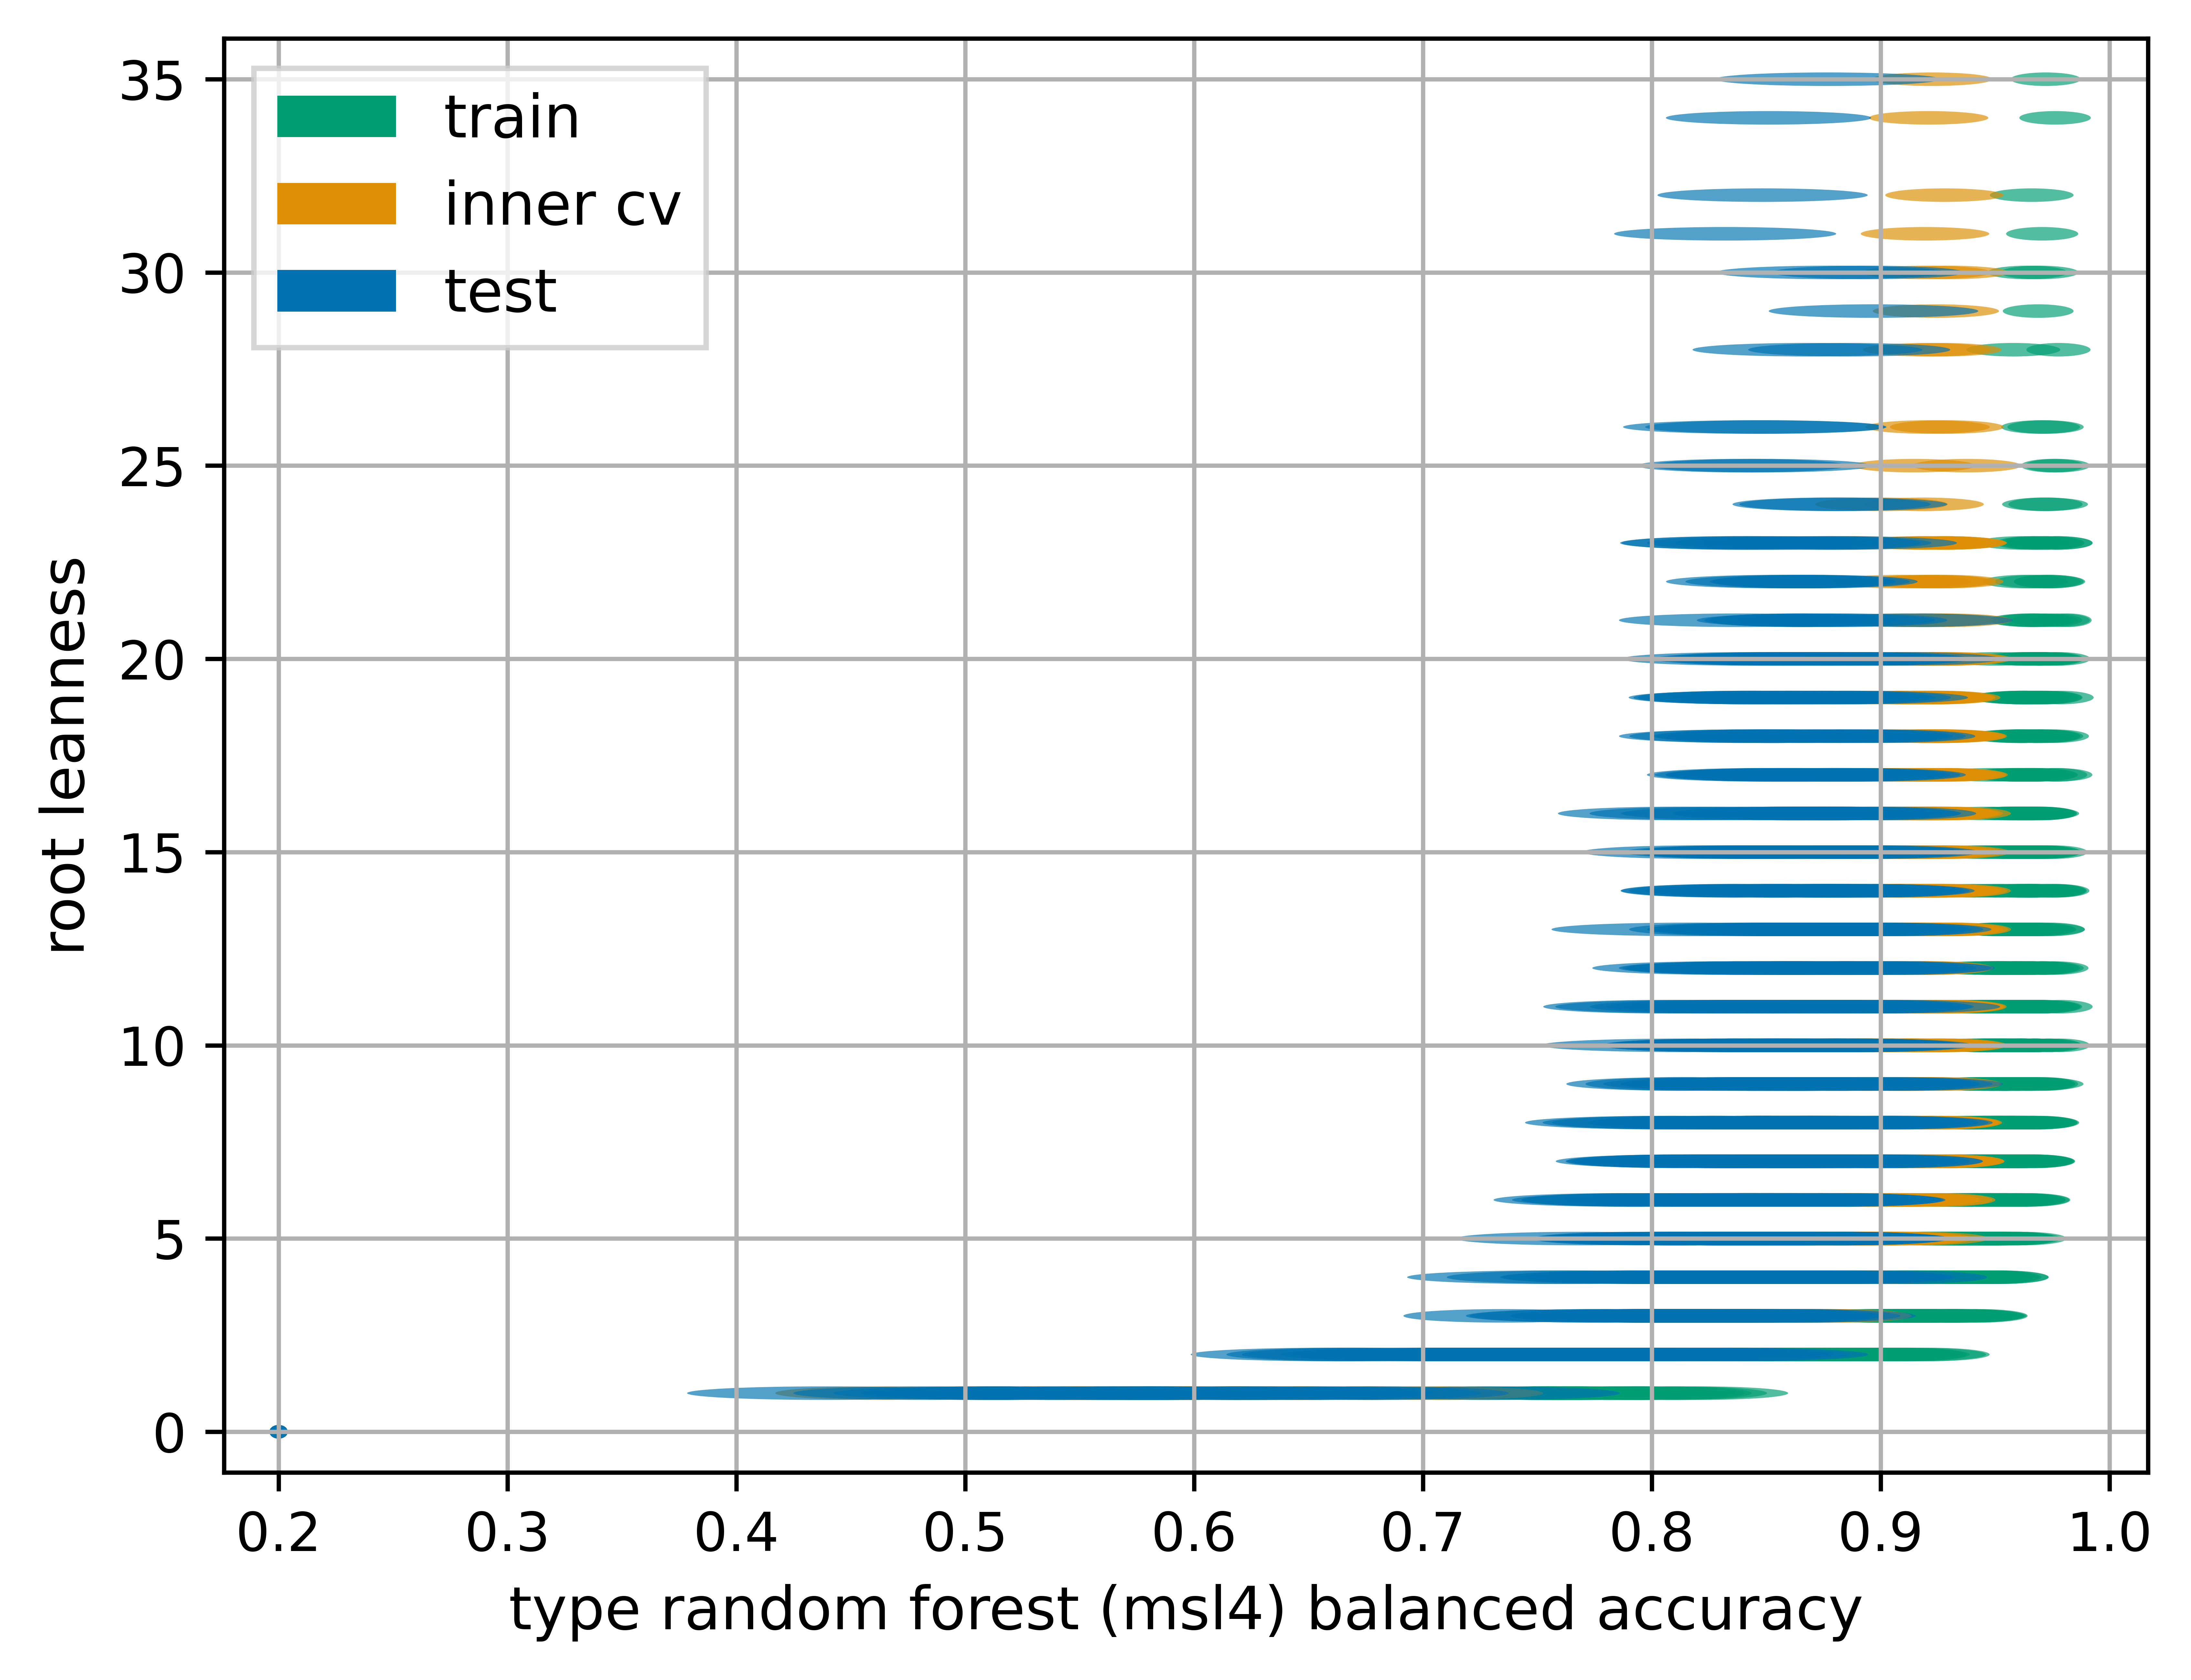 35
30
25
20
15
10
5
0
root leanness
train
inner cv
test
0.2 0.3 0.4 0.5 0.6 0.7 0.8 0.9 1.0
type random forest (msl4) balanced accuracy